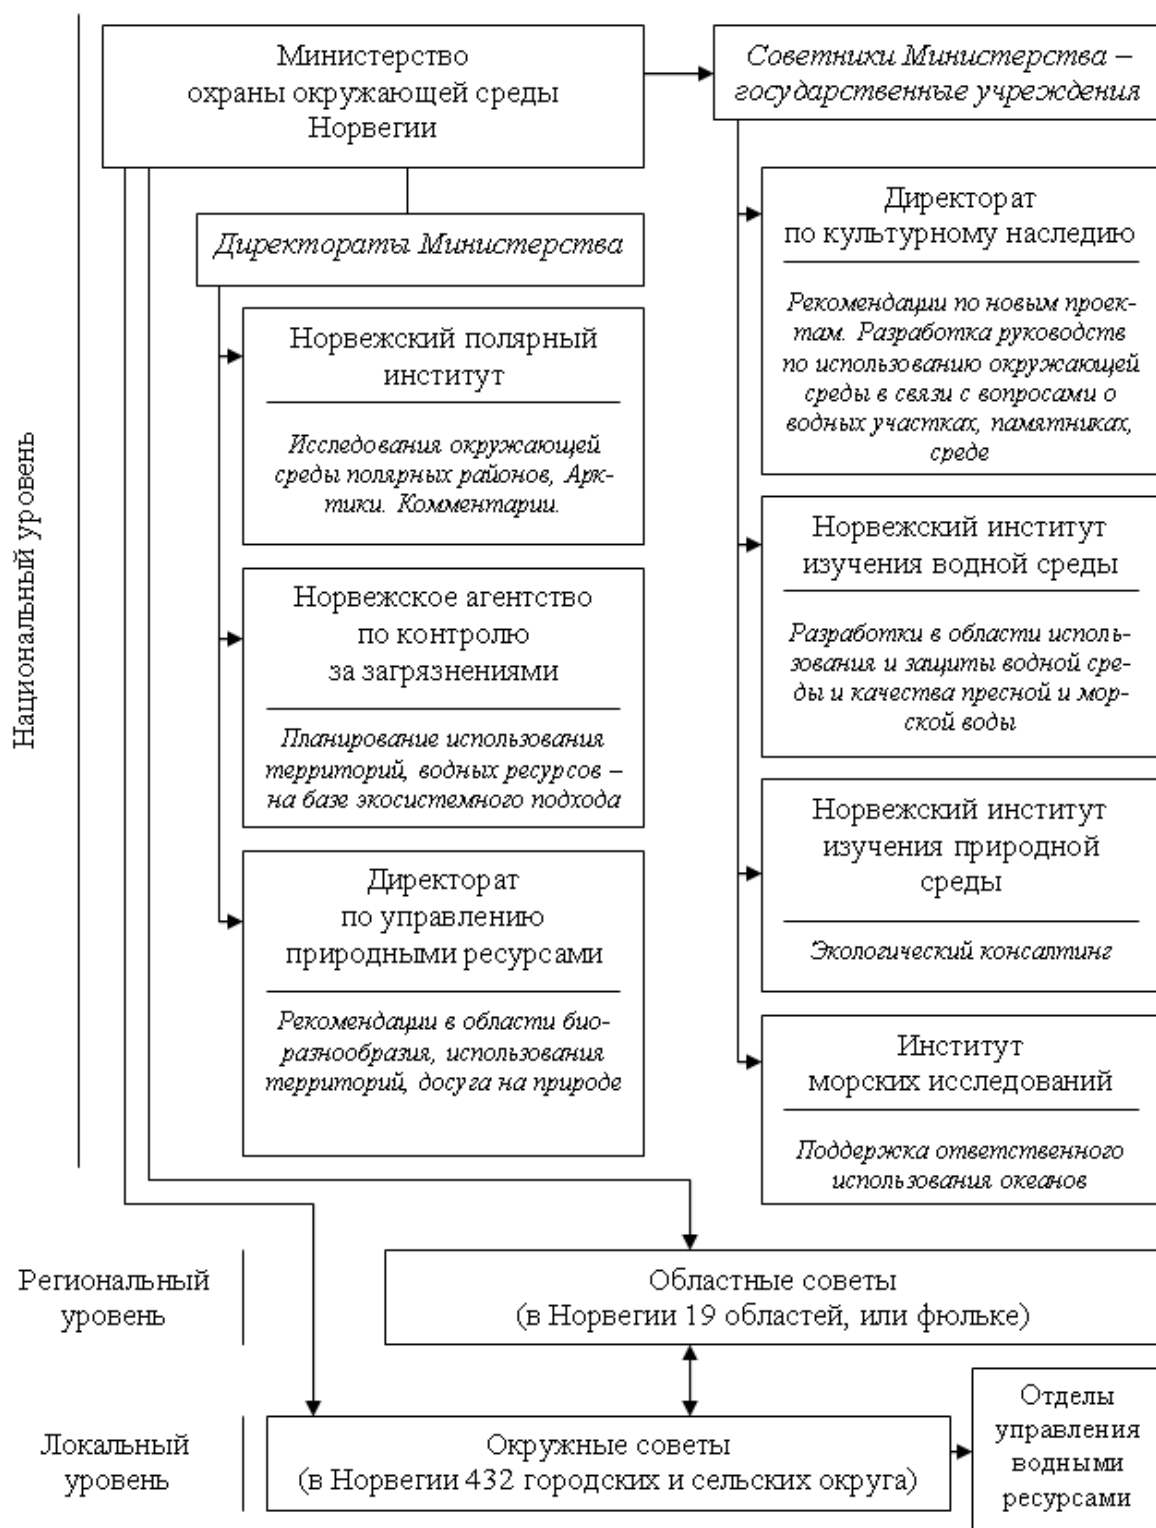 Министерство
охраны окружающей среды
Норвегии
Советники Министерства –
государственные учреждения
Директораты Министерства
Норвежский полярный
институт
Исследования окружающей
среды полярных районов, Арк-
тики. Комментарии.
Норвежское агентство
по контролю
за загрязнениями
Планирование использования
территорий, водных ресурсов –
на базе экосистемного подхода
Директорат
по управлению
природными ресурсами
Рекомендации в области био-
разнообразия, использования
территорий, досуга на природе
Директорат
по культурному наследию
Рекомендации по новым проек-
там. Разработка руководств
по использованию окружающей
среды в связи с вопросами о
водных участках, памятниках,
среде
Норвежский институт
изучения водной среды
Разработки в области исполь-
зования и защиты водной сре-
ды и качества пресной и мор-
ской воды
Норвежский институт
изучения природной
среды
Экологический консалтинг
Институт
морских исследований
Поддержка ответственного
использования океанов
Национальный уровень
Региональный
уровень
Областные советы
(в Норвегии 19 областей, или фюльке)
Локальный
уровень
Окружные советы
(в Норвегии 432 городских и сельских округа)
Отделы
управления
водными
ресурсами